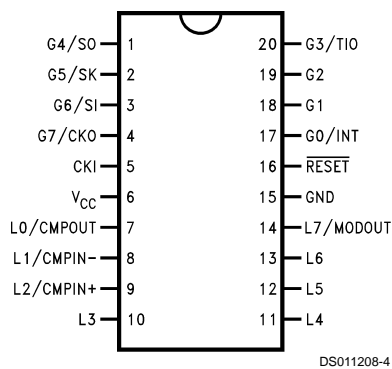 G4/SO 1 20 G3/TIO
G5/SK 2 19 G2
G6/SI 3 18 G1
G7/CKO 4 17 G0/INT
CKI 5 16 RESET
VCC 6 15 GND
L0/CMPOUT 7 14 L7/MODOUT
L1/CMPIN- 8 13 L6
L2/CMPIN+ 9 12 L5
L3 10 11 L4
DS011208-4